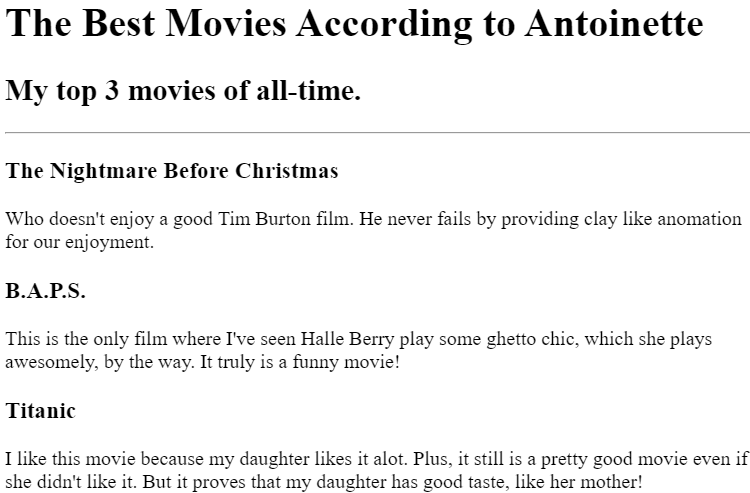 The Best Movies According to Antoinette
My top 3 movies of all-time.
The Nightmare Before Christmas
Who doesn't enjoy a good Tim Burton film. He never fails by providing clay like anomation
for our enjoyment.
B.A.P.S.
This is the only film where I've seen Halle Berry play some ghetto chic, which she plays
awesomely, by the way. It truly is a funny movie!
Titanic
I like this movie because my daughter likes it alot. Plus, it still is a pretty good movie even if
she didn't like it. But it proves that my daughter has good taste, like her mother!